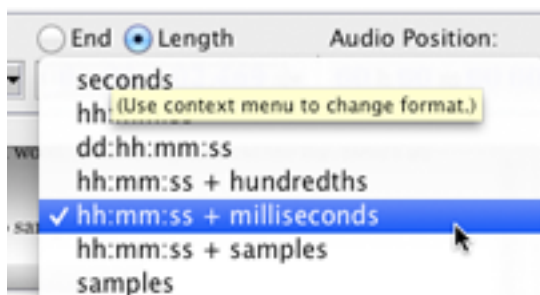 End Length Audio Position:
seconds
(Use context menu to change format.)
dd:hh:mm:ss
hh:mm:ss + hundredths
✓ hh:mm:ss + milliseconds
hh:mm:ss + samples
samples